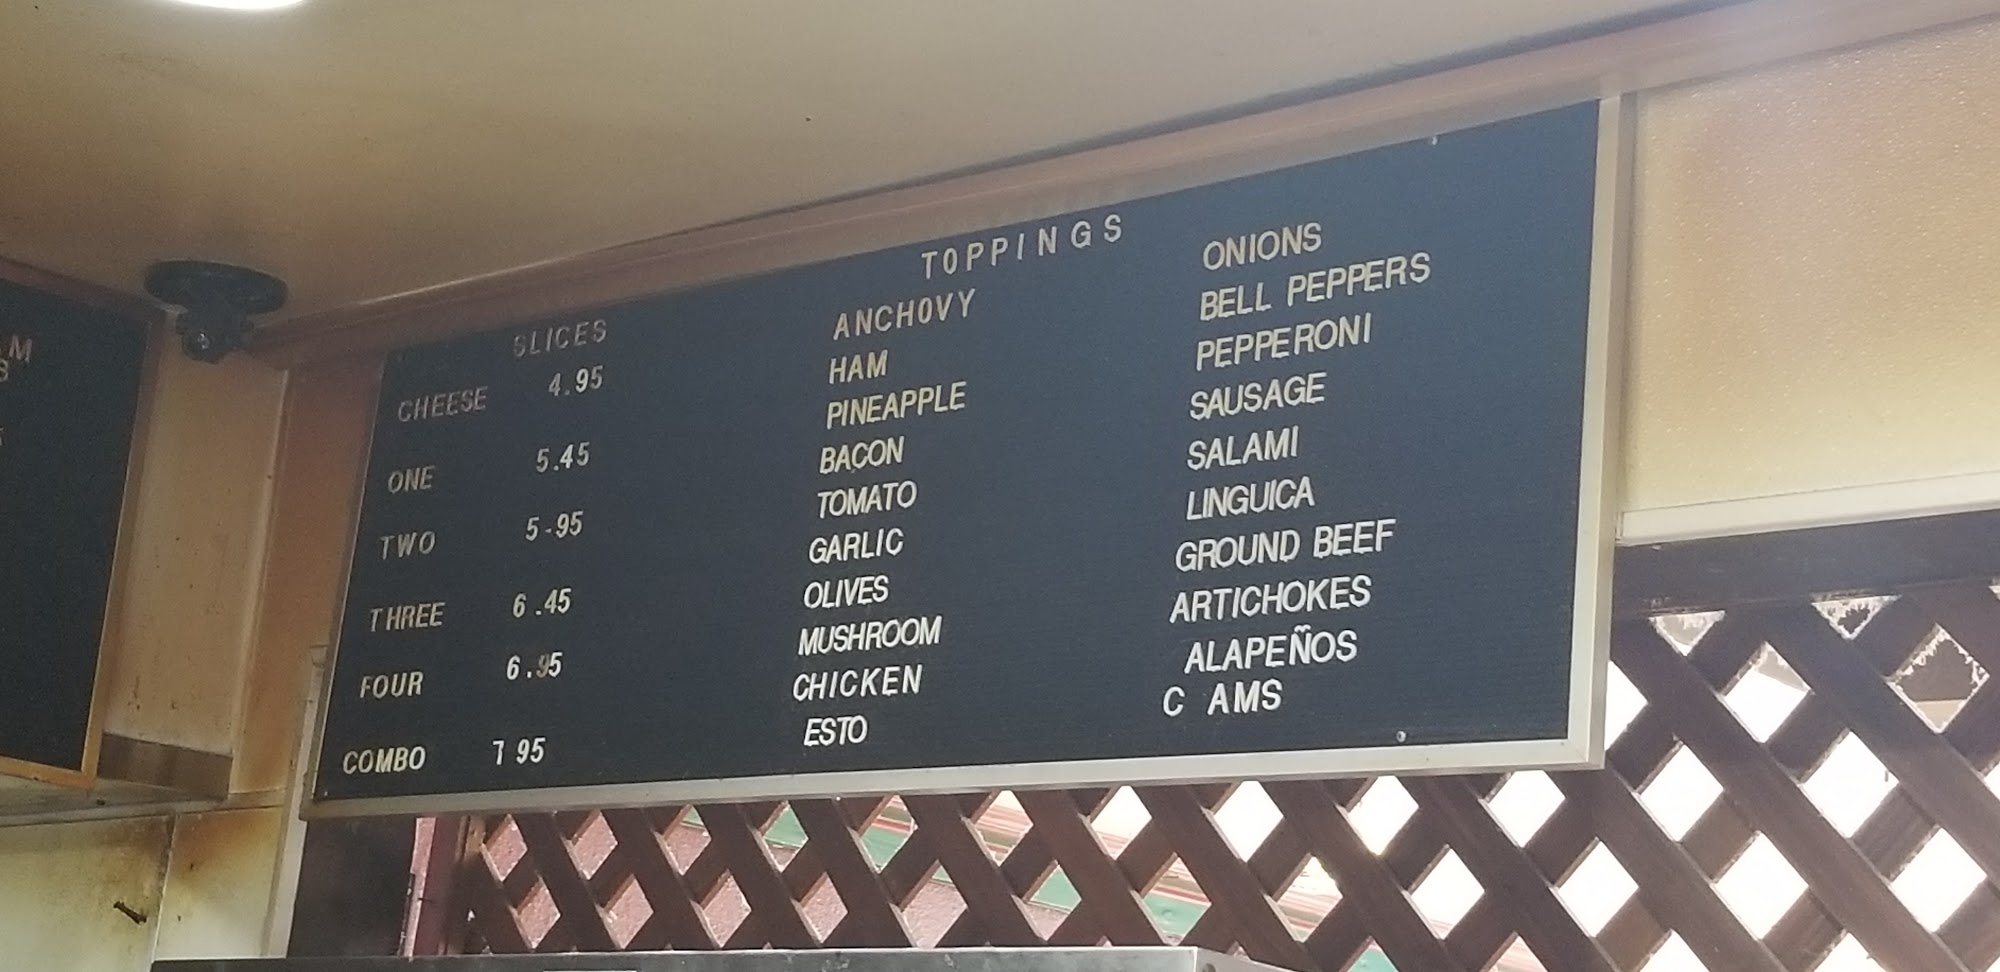 SLICES
CHEESE 4.95
ONE 5.45
TWO 5-95
THREE 6.45
FOUR 6.95
COMBO 7 95
TOPPINGS
ANCHOVY
HAM
PINEAPPLE
BACON
TOMATO
GARLIC
OLIVES
MUSHROOM
CHICKEN
ESTO
ONIONS
BELL PEPPERS
PEPPERONI
SAUSAGE
SALAMI
LINGUICA
GROUND BEEF
ARTICHOKES
ALAPEÑOS
C AMS